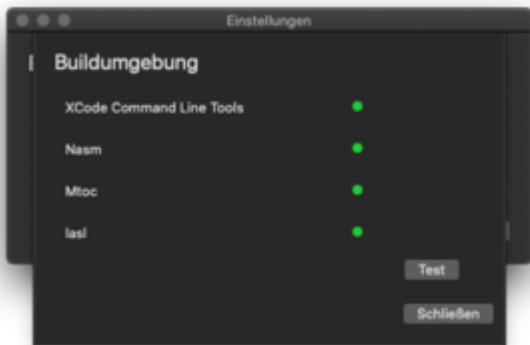 Einstellungen
Buildumgebung
XCode Command Line Tools
Nasm
Mtoc
Iasl
Test
Schließen